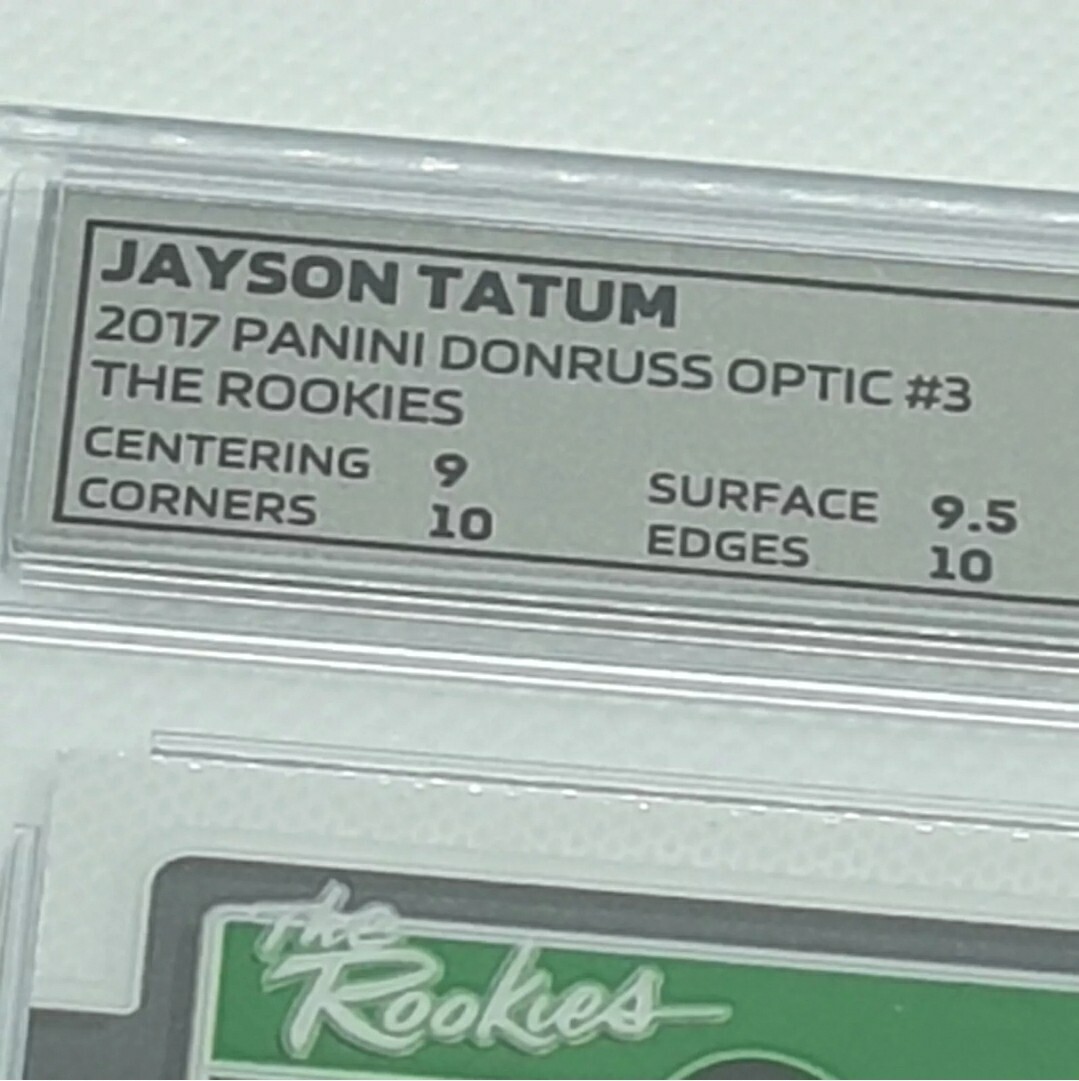 JAYSON TATUM
2017 PANINI DONRUSS OPTIC #3
THE ROOKIES
CENTERING 9 SURFACE 9.5
CORNERS 10 EDGES 10
the
Rookies